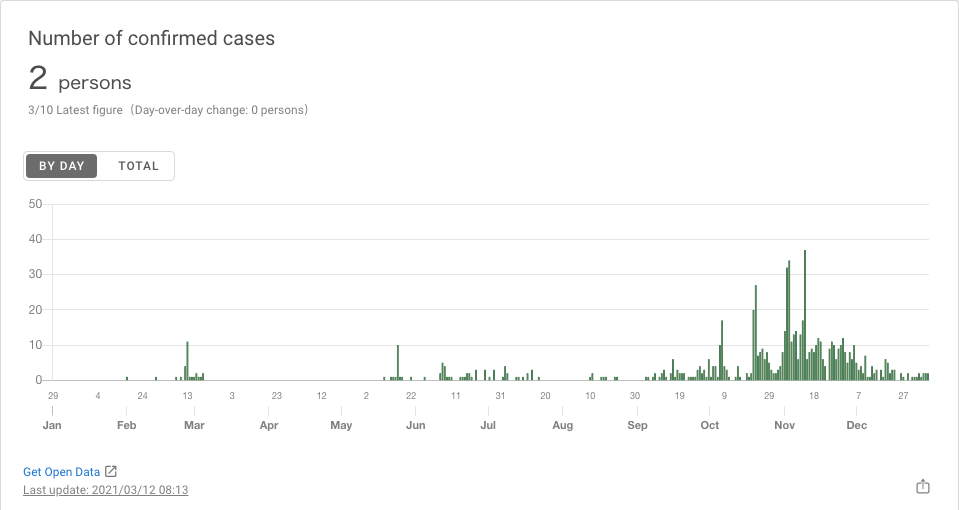 Number of confirmed cases
2 persons
3/10 Latest figure（Day-over-day change: 0 persons）
BY DAY TOTAL
50
40
30
20
10
0
29 4 24 13 3 23 12 2 22 11 31 20 10 30 19 9 29 18 7 27
Jan Feb Mar Apr May Jun Jul Aug Sep Oct Nov Dec
Get Open Data
Last update: 2021/03/12 08:13